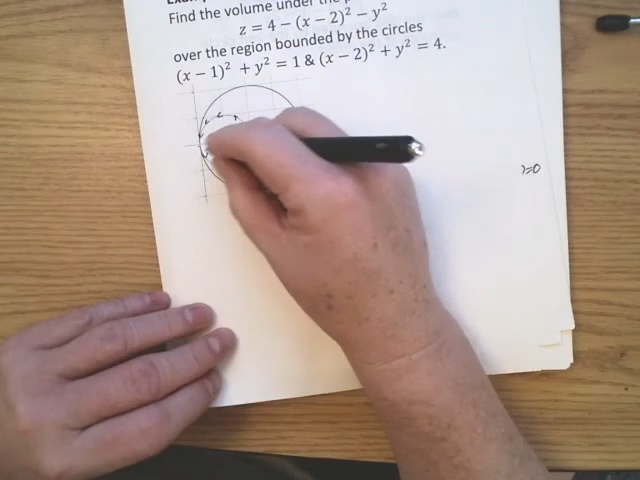 Find the volume under the
z = 4 − (x − 2)² − y²
over the region bounded by the circles
(x − 1)² + y² = 1 & (x − 2)² + y² = 4.